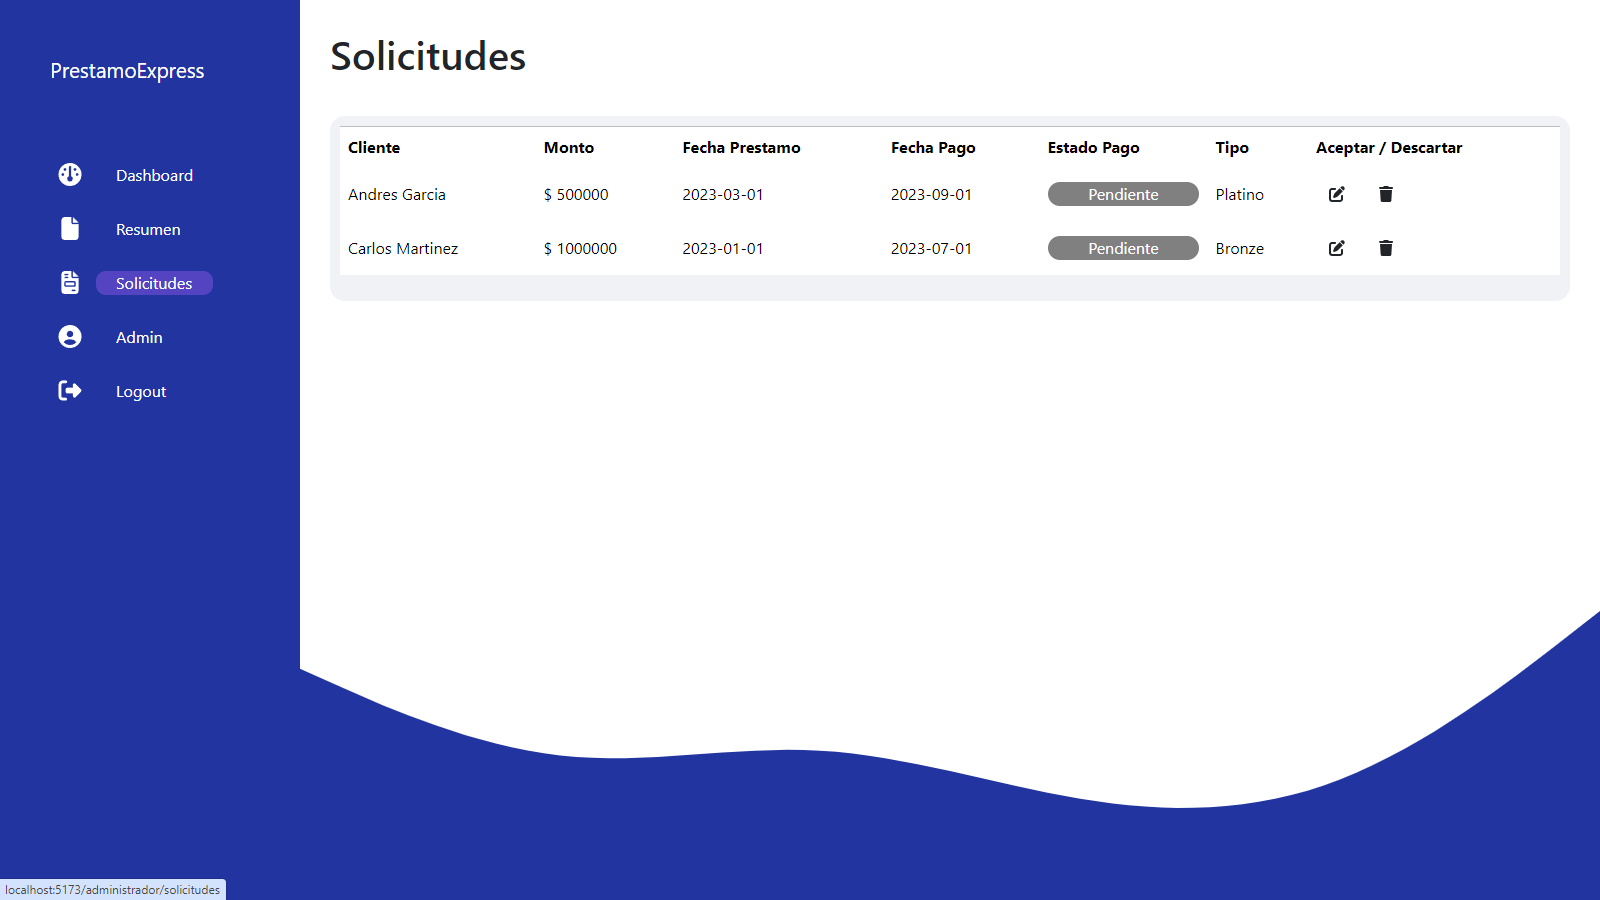 PrestamoExpress
Dashboard
Resumen
Solicitudes
Admin
Logout
Solicitudes
Cliente Monto Fecha Prestamo Fecha Pago Estado Pago Tipo Aceptar / Descartar
Andres Garcia $ 500000 2023-03-01 2023-09-01 Pendiente Platino
Carlos Martinez $ 1000000 2023-01-01 2023-07-01 Pendiente Bronze
localhost:5173/administrador/solicitudes